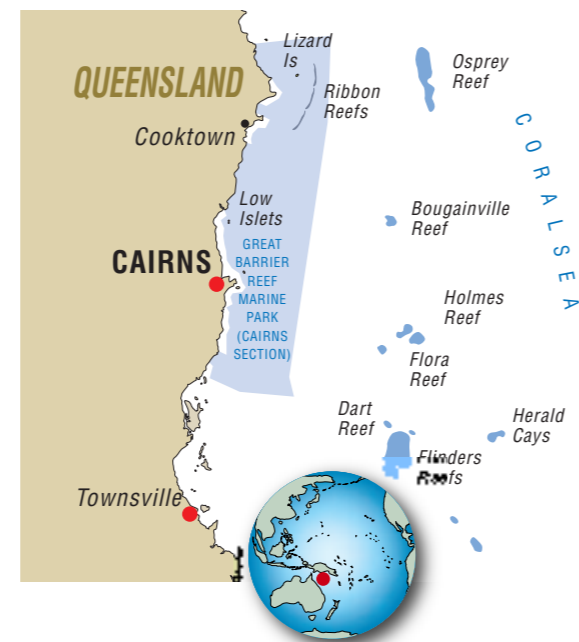 Lizard
Is
QUEENSLAND
Osprey
Reef
Ribbon
Reefs
Cooktown
CORAL SEA
Low
Islets
Bougainville
Reef
CAIRNS
GREAT
BARRIER
REEF
MARINE
PARK
(CAIRNS
SECTION)
Holmes
Reef
Flora
Reef
Dart
Reef
Herald
Cays
Flinders
Reefs
Townsville